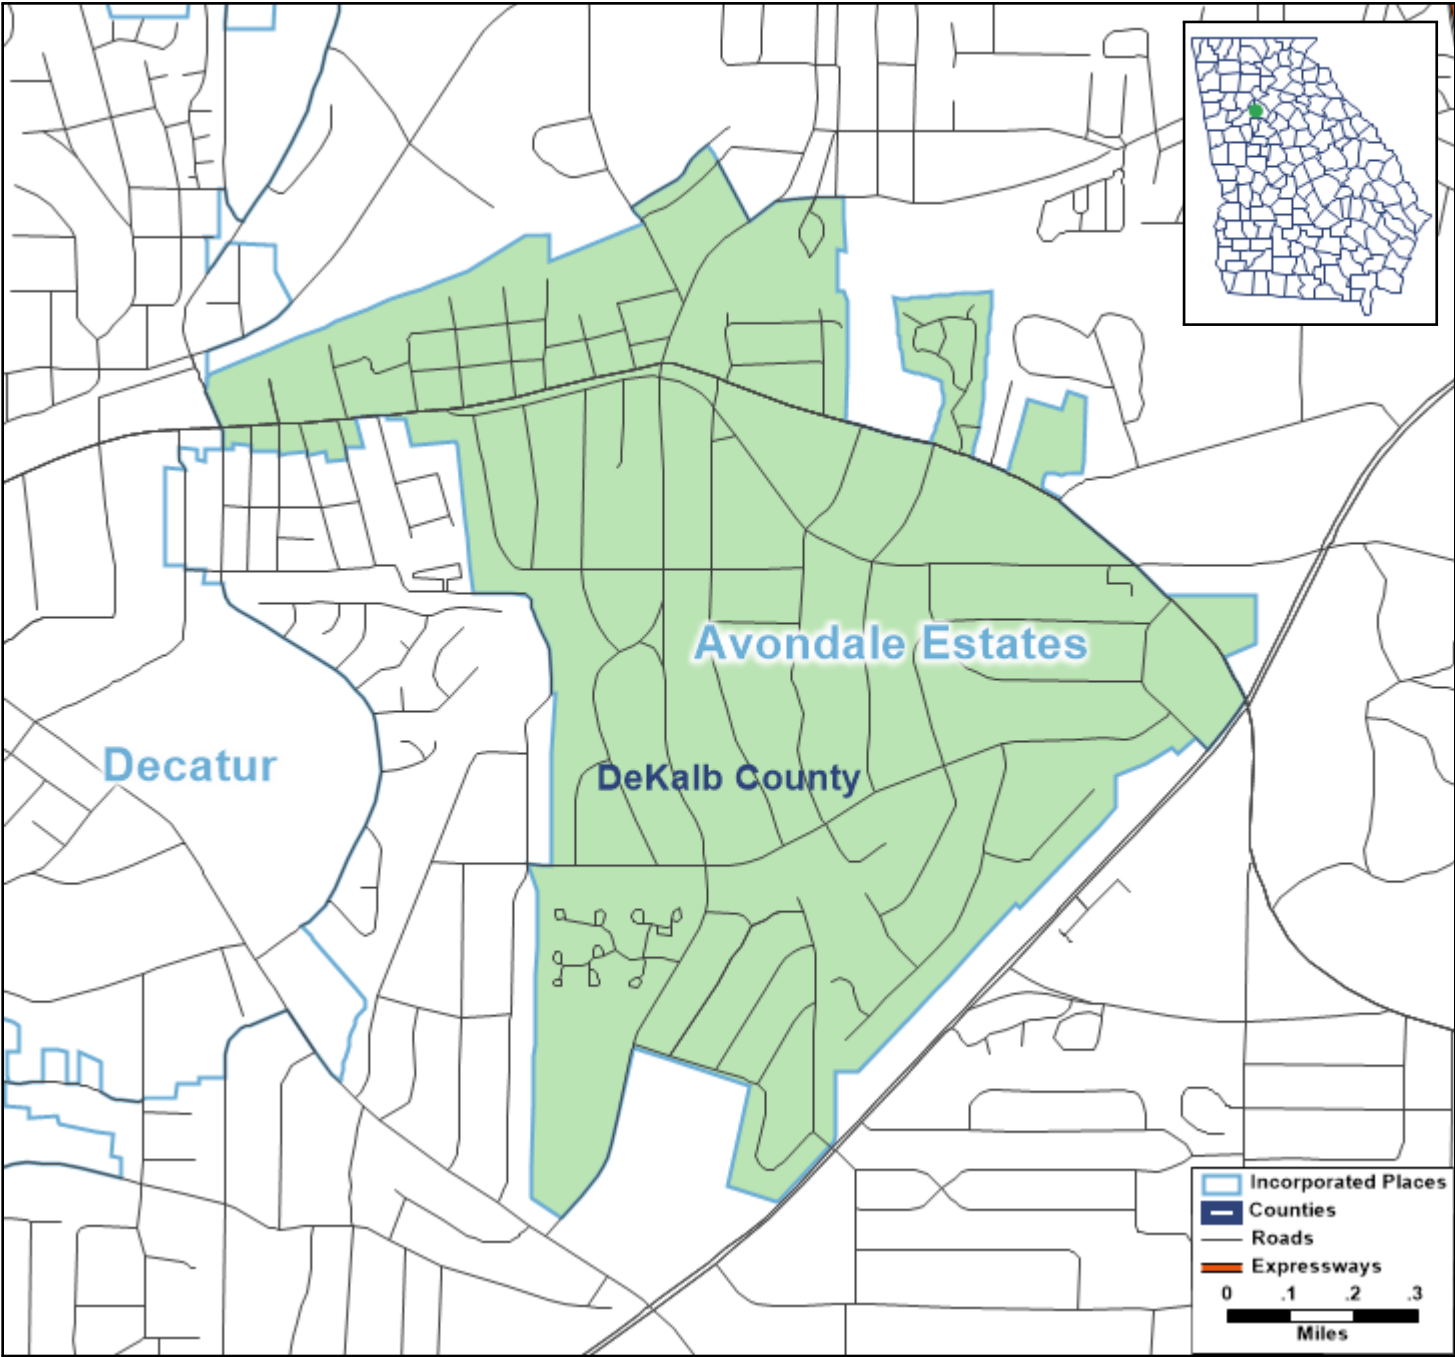 Avondale Estates
Decatur
DeKalb County
Incorporated Places
Counties
Roads
Expressways
0 .1 .2 .3
Miles